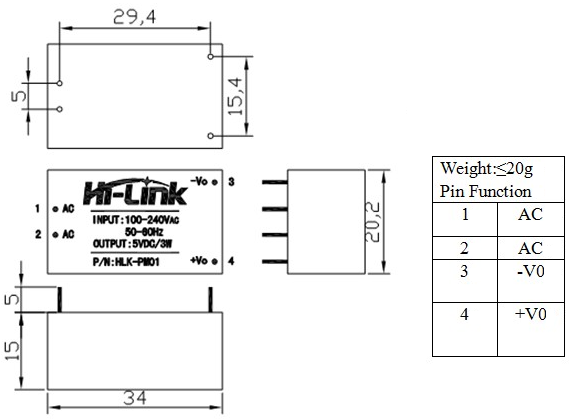 29,4
5
15,4
Hi-Link
-Vo 3
1 AC
INPUT:100-240VAC
50-60Hz
2 AC
OUTPUT:5VDC/3W
P/N:HLK-PM01
+Vo 4
20,2
5
15
34
Weight:≤20g
Pin Function
1 AC
2 AC
3 -V0
4 +V0